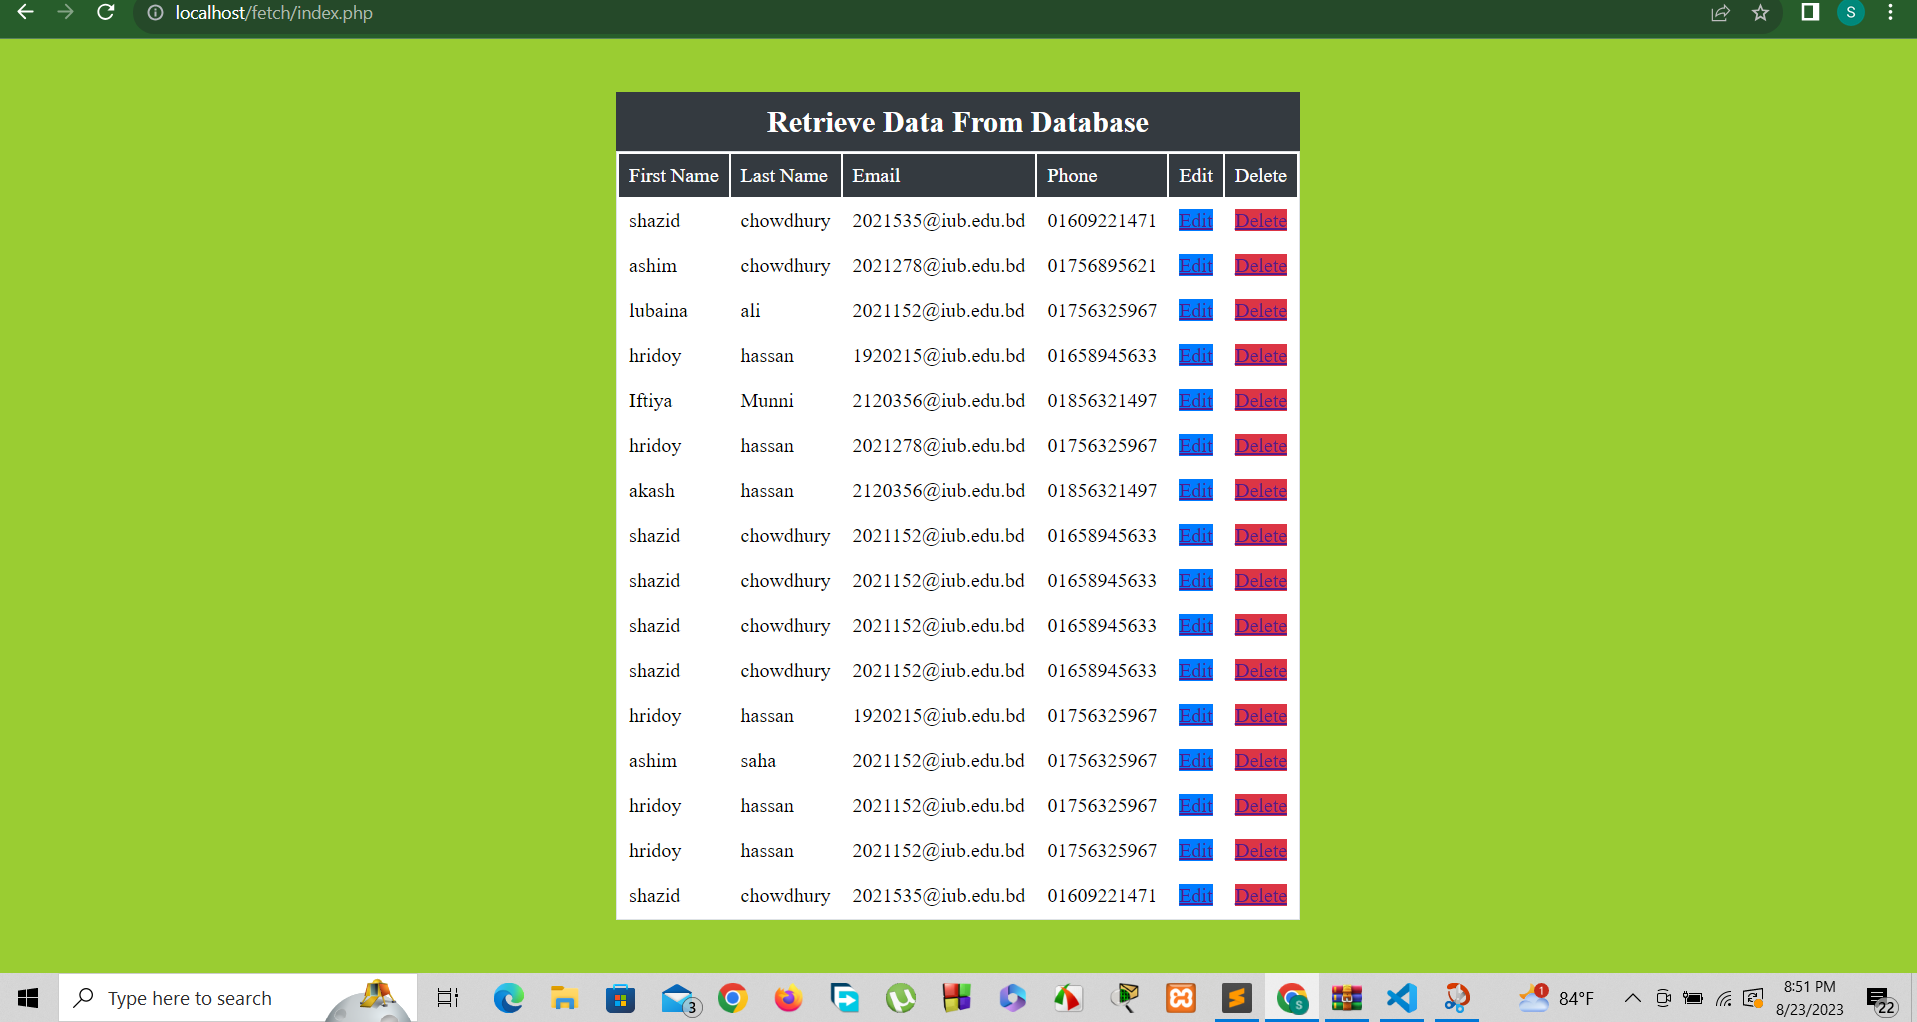 localhost/fetch/index.php
S
Retrieve Data From Database
First Name Last Name Email Phone Edit Delete
shazid chowdhury 2021535@iub.edu.bd 01609221471 Edit Delete
ashim chowdhury 2021278@iub.edu.bd 01756895621 Edit Delete
lubaina ali 2021152@iub.edu.bd 01756325967 Edit Delete
hridoy hassan 1920215@iub.edu.bd 01658945633 Edit Delete
Iftiya Munni 2120356@iub.edu.bd 01856321497 Edit Delete
hridoy hassan 2021278@iub.edu.bd 01756325967 Edit Delete
akash hassan 2120356@iub.edu.bd 01856321497 Edit Delete
shazid chowdhury 2021152@iub.edu.bd 01658945633 Edit Delete
shazid chowdhury 2021152@iub.edu.bd 01658945633 Edit Delete
shazid chowdhury 2021152@iub.edu.bd 01658945633 Edit Delete
shazid chowdhury 2021152@iub.edu.bd 01658945633 Edit Delete
hridoy hassan 1920215@iub.edu.bd 01756325967 Edit Delete
ashim saha 2021152@iub.edu.bd 01756325967 Edit Delete
hridoy hassan 2021152@iub.edu.bd 01756325967 Edit Delete
hridoy hassan 2021152@iub.edu.bd 01756325967 Edit Delete
shazid chowdhury 2021535@iub.edu.bd 01609221471 Edit Delete
Type here to search 3 S 1 84°F 8:51 PM
8/23/2023 22